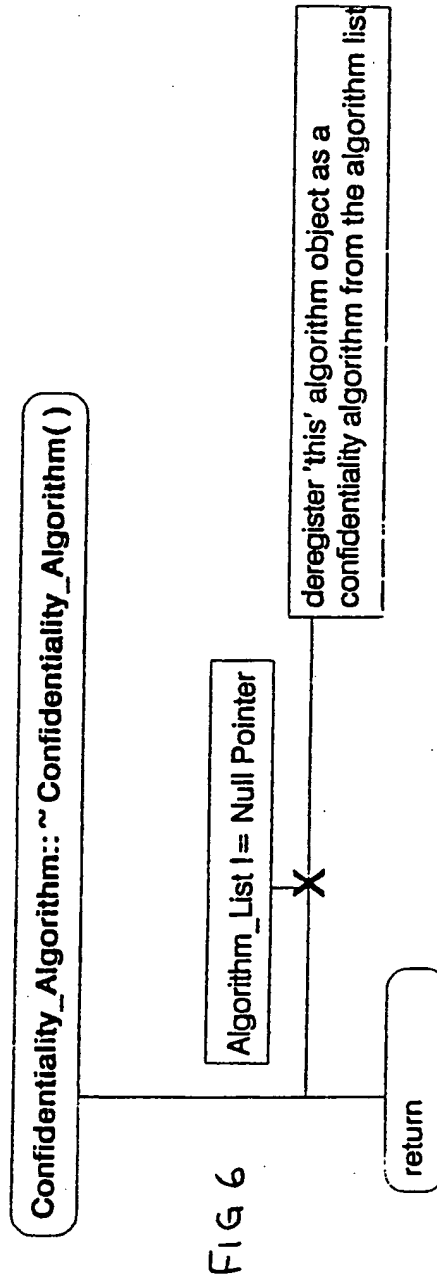 Confidentiality_Algorithm:: ~ Confidentiality_Algorithm( )
Algorithm_List != Null Pointer
deregister 'this' algorithm object as a
confidentiality algorithm from the algorithm list
return
FIG 6